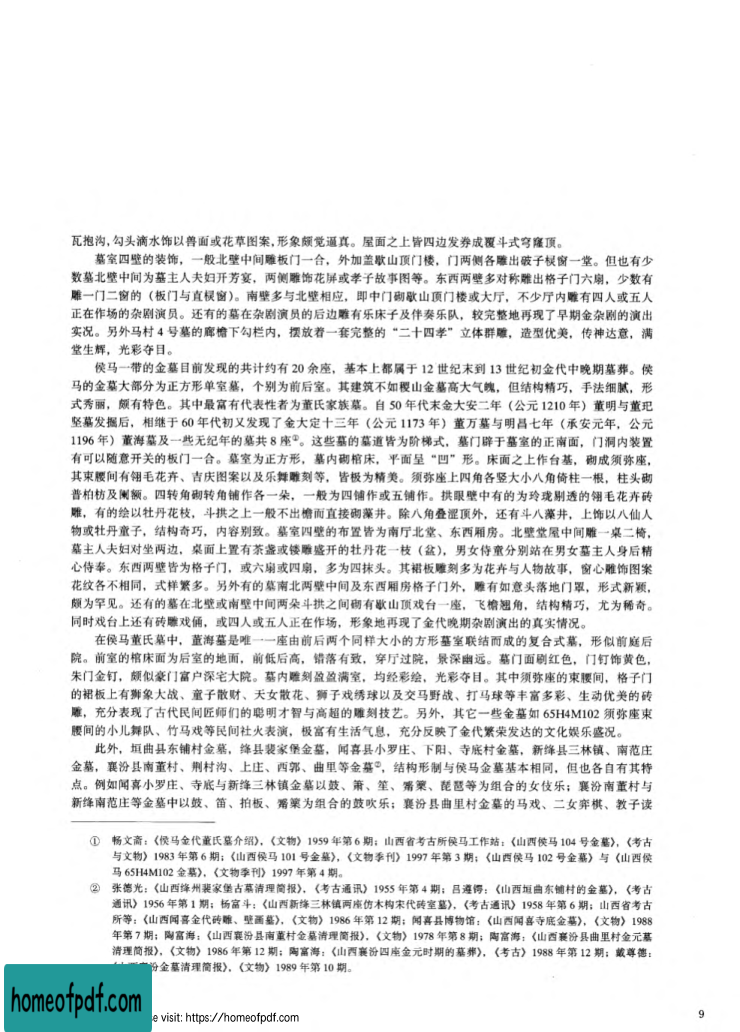 瓦抱沟,勾头滴水饰以兽面或花草图案,形象颇觉逼真。屋面之上皆四边发券成覆斗式穹窿顶。
墓室四壁的装饰，一般北壁中间雕板门一合，外加盖歇山顶门楼，门两侧各雕出破子棂窗一堂。但也有少
数墓北壁中间为墓主人夫妇开芳宴，两侧雕饰花屏或孝子故事图等。东西两壁多对称雕出格子门六扇，少数有
雕一门二窗的（板门与直棂窗）。南壁多与北壁相应，即中门砌歇山顶门楼或大厅，不少厅内雕有四人或五人
正在作场的杂剧演员。还有的墓在杂剧演员的后边雕有乐床子及伴奏乐队，较完整地再现了早期金杂剧的演出
实况。另外马村 4 号墓的廊檐下勾栏内，摆放着一套完整的“二十四孝”立体群雕，造型优美，传神达意，满
堂生辉，光彩夺目。
侯马一带的金墓目前发现的共计约有 20 余座，基本上都属于 12 世纪末到 13 世纪初金代中晚期墓葬。侯
马的金墓大部分为正方形单室墓，个别为前后室。其建筑不如稷山金墓高大气魄，但结构精巧，手法细腻，形
式秀丽，颇有特色。其中最富有代表性者为董氏家族墓。自 50 年代末金大安二年（公元 1210 年）董明与董玘
坚墓发掘后，相继于 60 年代初又发现了金大定十三年（公元 1173 年）董万墓与明昌七年（承安元年，公元
1196 年）董海墓及一些无纪年的墓共 8 座①。这些墓的墓道皆为阶梯式，墓门辟于墓室的正南面，门洞内装置
有可以随意开关的板门一合。墓室为正方形，墓内砌棺床，平面呈“凹”形。床面之上作台基，砌成须弥座，
其束腰间有翎毛花卉、吉庆图案以及乐舞雕刻等，皆极为精美。须弥座上四角各竖大小八角倚柱一根，柱头砌
普柏枋及阑额。四转角砌转角铺作各一朵，一般为四铺作或五铺作。拱眼壁中有的为玲珑剔透的翎毛花卉砖
雕，有的绘以牡丹花枝，斗拱之上一般不出檐而直接砌藻井。除八角叠涩顶外，还有斗八藻井，上饰以八仙人
物或牡丹童子，结构奇巧，内容别致。墓室四壁的布置皆为南厅北堂、东西厢房。北壁堂屋中间雕一桌二椅，
墓主人夫妇对坐两边，桌面上置有茶盏或镂雕盛开的牡丹花一枝（盆），男女侍童分别站在男女墓主人身后精
心侍奉。东西两壁皆为格子门，或六扇或四扇，多为四抹头。其裙板雕刻多为花卉与人物故事，窗心雕饰图案
花纹各不相同，式样繁多。另外有的墓南北两壁中间及东西厢房格子门外，雕有如意头落地门罩，形式新颖，
颇为罕见。还有的墓在北壁或南壁中间两朵斗拱之间砌有歇山顶戏台一座，飞檐翘角，结构精巧，尤为稀奇。
同时戏台上还有砖雕戏俑，或四人或五人正在作场，形象地再现了金代晚期杂剧演出的真实情况。
在侯马董氏墓中，董海墓是唯一一座由前后两个同样大小的方形墓室联结而成的复合式墓，形似前庭后
院。前室的棺床面为后室的地面，前低后高，错落有致，穿厅过院，景深幽远。墓门面刷红色，门钉饰黄色，
朱门金钉，颇似豪门富户深宅大院。墓内雕刻盈盈满室，均经彩绘，光彩夺目。其中须弥座的束腰间，格子门
的裙板上有狮象大战、童子散财、天女散花、狮子戏绣球以及交马野战、打马球等丰富多彩、生动优美的砖
雕，充分表现了古代民间匠师们的聪明才智与高超的雕刻技艺。另外，其它一些金墓如 65H4M102 须弥座束
腰间的小儿舞队、竹马戏等民间社火表演，极富有生活气息，充分反映了金代繁荣发达的文化娱乐盛况。
此外，垣曲县东铺村金墓，绛县裴家堡金墓，闻喜县小罗庄、下阳、寺底村金墓，新绛县三林镇、南范庄
金墓，襄汾县南董村、荆村沟、上庄、西郭、曲里等金墓②，结构形制与侯马金墓基本相同，但也各自有其特
点。例如闻喜小罗庄、寺底与新绛三林镇金墓以鼓、箫、笙、觱篥、琵琶等为组合的女伎乐；襄汾南董村与
新绛南范庄等金墓中以鼓、笛、拍板、觱篥为组合的鼓吹乐；襄汾县曲里村金墓的马戏、二女弈棋、教子读
① 畅文斋：《侯马金代董氏墓介绍》，《文物》1959 年第 6 期；山西省考古所侯马工作站：《山西侯马 104 号金墓》，《考古
与文物》1983 年第 6 期；《山西侯马 101 号金墓》，《文物季刊》1997 年第 3 期；《山西侯马 102 号金墓》与《山西侯
马 65H4M102 金墓》，《文物季刊》1997 年第 4 期。
② 张德光：《山西绛州裴家堡古墓清理简报》，《考古通讯》1955 年第 4 期；吕遵锷：《山西垣曲东铺村的金墓》，《考古
通讯》1956 年第 1 期；杨富斗：《山西新绛三林镇两座仿木构宋代砖室墓》，《考古通讯》1958 年第 6 期；山西省考古
所等：《山西闻喜金代砖雕、壁画墓》，《文物》1986 年第 12 期；闻喜县博物馆：《山西闻喜寺底金墓》，《文物》1988
年第 7 期；陶富海：《山西襄汾县南董村金墓清理简报》，《文物》1978 年第 8 期；陶富海：《山西襄汾县曲里村金元墓
清理简报》，《文物》1986 年第 12 期；陶富海：《山西襄汾四座金元时期的墓葬》，《考古》1988 年第 12 期；戴尊德：
汾金墓清理简报》，《文物》1989 年第 10 期。
homeofpdf.com
se visit: https://homeofpdf.com
9